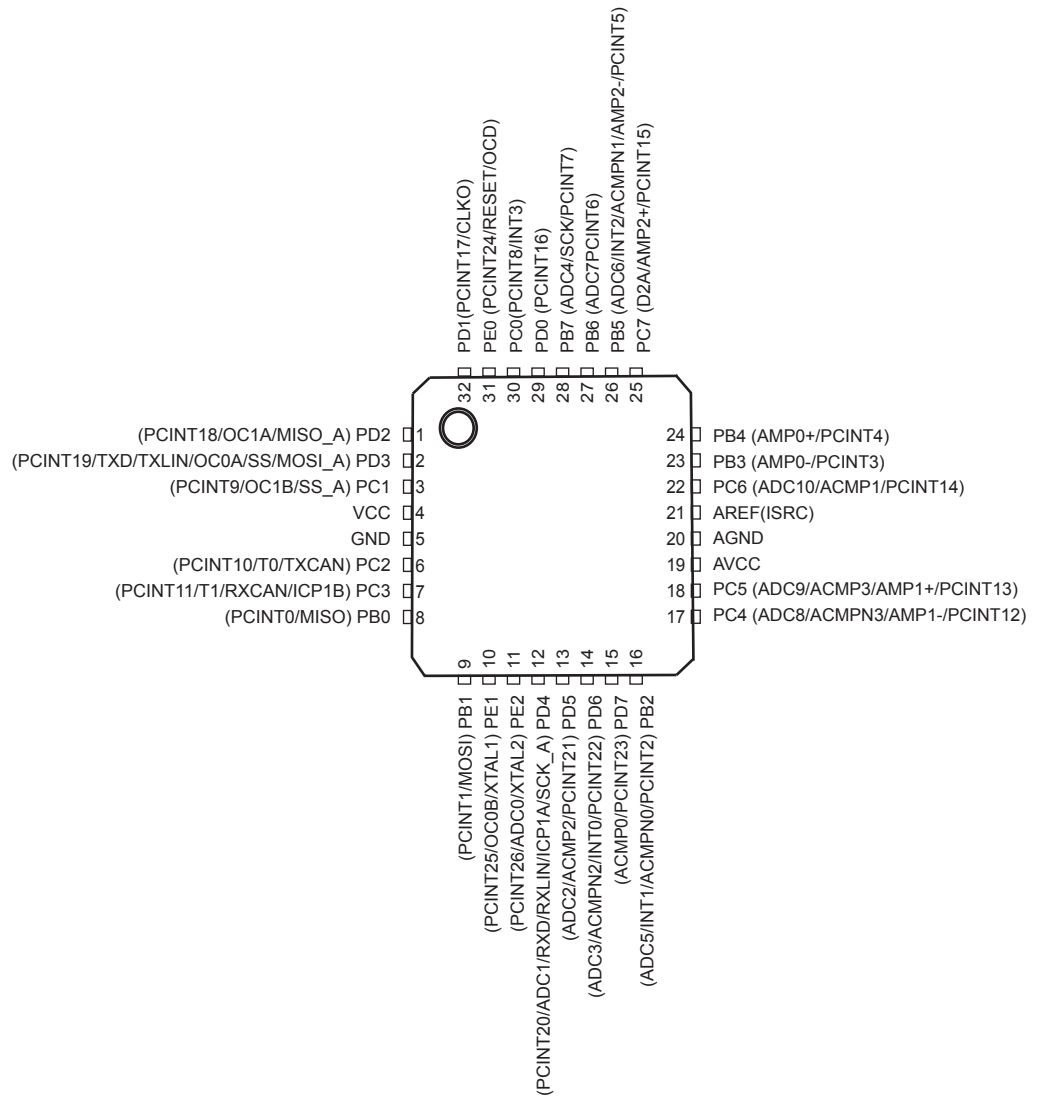 PD1(PCINT17/CLKO)
PE0 (PCINT24/RESET/OCD)
PC0(PCINT8/INT3)
PD0 (PCINT16)
PB7 (ADC4/SCK/PCINT7)
PB6 (ADC7PCINT6)
PB5 (ADC6/INT2/ACMPN1/AMP2-/PCINT5)
PC7 (D2A/AMP2+/PCINT15)
32
31
30
29
28
27
26
25
(PCINT18/OC1A/MISO_A) PD2 1
(PCINT19/TXD/TXLIN/OC0A/SS/MOSI_A) PD3 2
(PCINT9/OC1B/SS_A) PC1 3
VCC 4
GND 5
(PCINT10/T0/TXCAN) PC2 6
(PCINT11/T1/RXCAN/ICP1B) PC3 7
(PCINT0/MISO) PB0 8
24 PB4 (AMP0+/PCINT4)
23 PB3 (AMP0-/PCINT3)
22 PC6 (ADC10/ACMP1/PCINT14)
21 AREF(ISRC)
20 AGND
19 AVCC
18 PC5 (ADC9/ACMP3/AMP1+/PCINT13)
17 PC4 (ADC8/ACMPN3/AMP1-/PCINT12)
9
10
11
12
13
14
15
16
(PCINT1/MOSI) PB1
(PCINT25/OC0B/XTAL1) PE1
(PCINT26/ADC0/XTAL2) PE2
(PCINT20/ADC1/RXD/RXLIN/ICP1A/SCK_A) PD4
(ADC2/ACMP2/PCINT21) PD5
(ADC3/ACMPN2/INT0/PCINT22) PD6
(ACMP0/PCINT23) PD7
(ADC5/INT1/ACMPN0/PCINT2) PB2